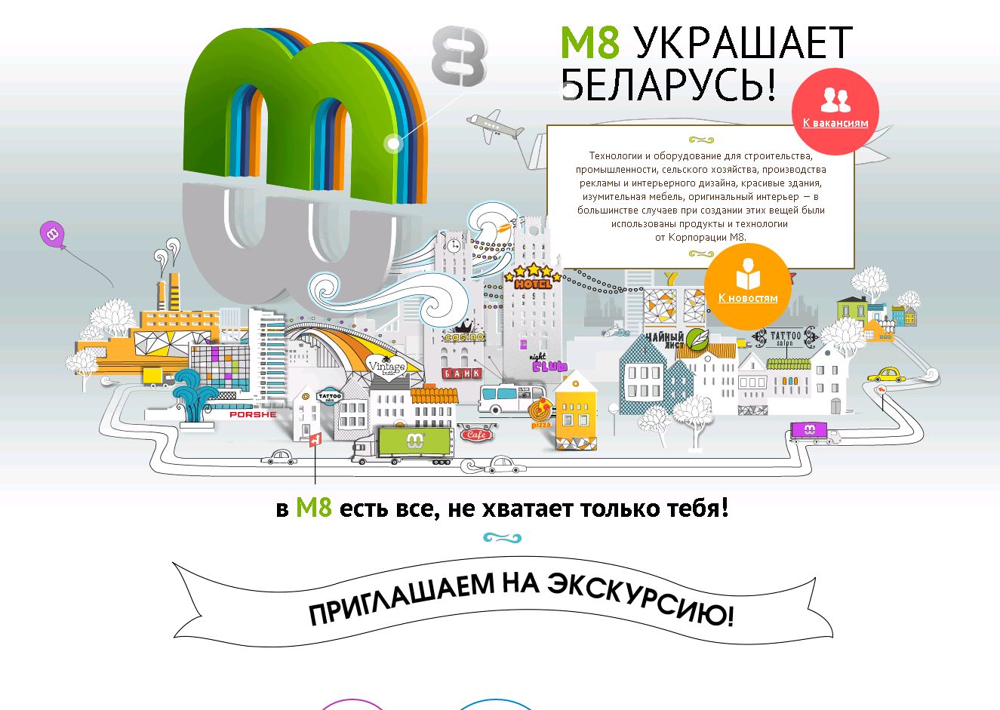 М8 УКРАШАЕТ
БЕЛАРУСЬ!
К вакансиям
Технологии и оборудование для строительства,
промышленности, сельского хозяйства, производства
рекламы и интерьерного дизайна, красивые здания,
изумительная мебель, оригинальный интерьер — в
большинстве случаев при создании этих вещей были
использованы продукты и технологии
от Корпорации М8.
К новостям
HOTEL
casino
ЧАЙНЫЙ
ЛИСТ
TATTOO
salon
night
CLUB
Vintage
butic
БАНК
TATTOO
salon
PORSHE
pizza
Cafe
в М8 есть все, не хватает только тебя!
ПРИГЛАШАЕМ НА ЭКСКУРСИЮ!